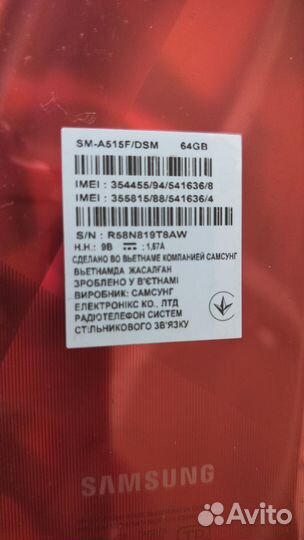 SM-A515F/DSM 64GB
IMEI : 354455/94/541636/8
IMEI : 355815/88/541636/4
S/N : R58N819T8AW
Н.Н.: 9В ⎓ : 1,67А
СДЕЛАНО ВО ВЬЕТНАМЕ КОМПАНИЕЙ САМСУНГ
ВЬЕТНАМДА ЖАСАЛҒАН
ЗРОБЛЕНО У В'ЄТНАМІ
ВИРОБНИК: САМСУНГ
ЕЛЕКТРОНІКС КО., ЛТД
РАДІОТЕЛЕФОН СИСТЕМ
СТІЛЬНИКОВОГО ЗВ'ЯЗКУ
SAMSUNG
Avito